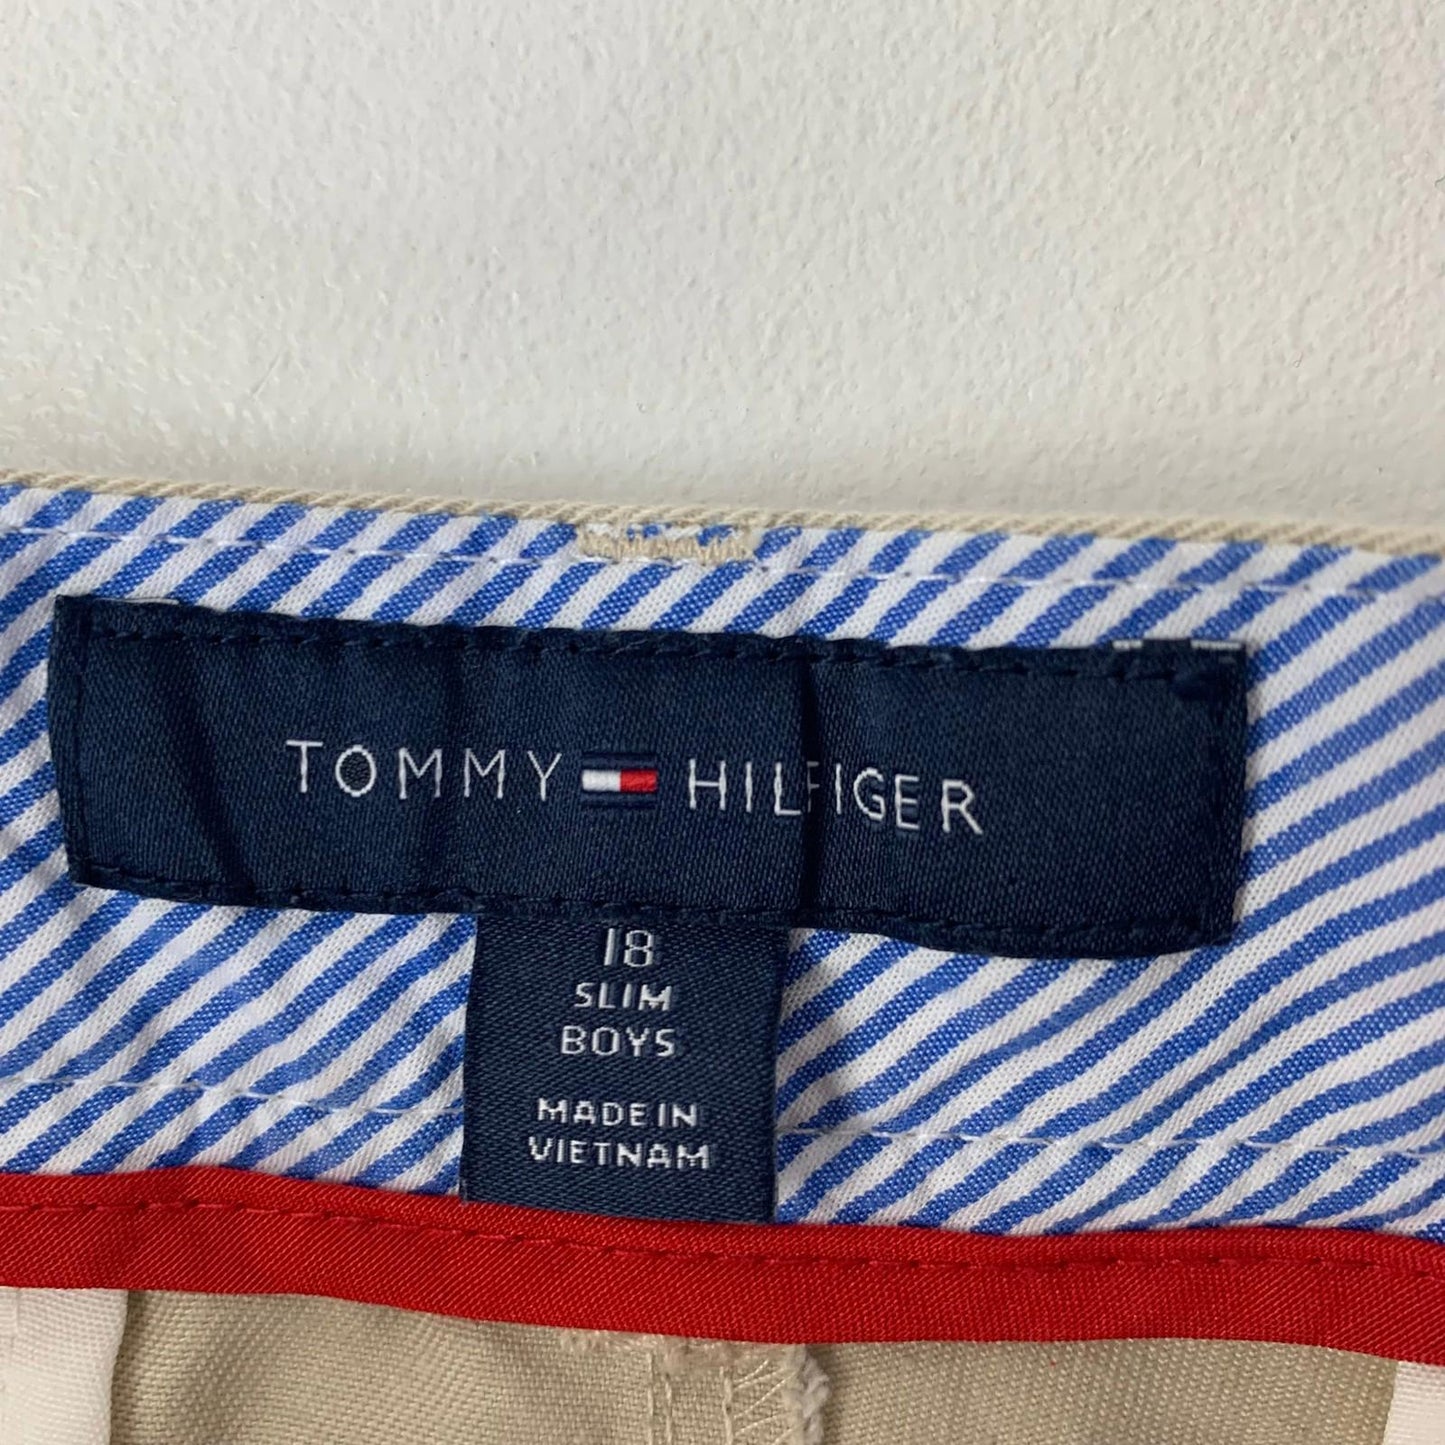 TOMMY HILFIGER
18
SLIM
BOYS
MADE IN
VIETNAM